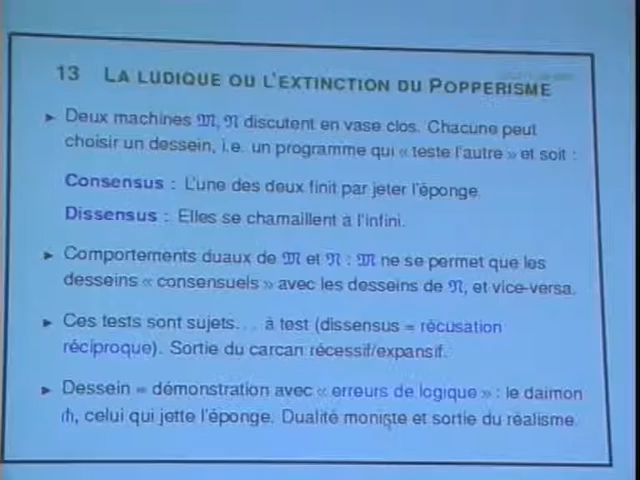 13 LA LUDIQUE OU L'EXTINCTION DU POPPERISME
► Deux machines 𝔐, 𝔑 discutent en vase clos. Chacune peut
choisir un dessein, i.e. un programme qui « teste l'autre » et soit :
Consensus : L'une des deux finit par jeter l'éponge.
Dissensus : Elles se chamaillent à l'infini.
► Comportements duaux de 𝔐 et 𝔑 : 𝔐 ne se permet que les
desseins « consensuels » avec les desseins de 𝔑, et vice-versa.
► Ces tests sont sujets... à test (dissensus = récusation
réciproque). Sortie du carcan récessif/expansif.
► Dessein = démonstration avec « erreurs de logique » : le daimon
✠, celui qui jette l'éponge. Dualité moniste et sortie du réalisme.